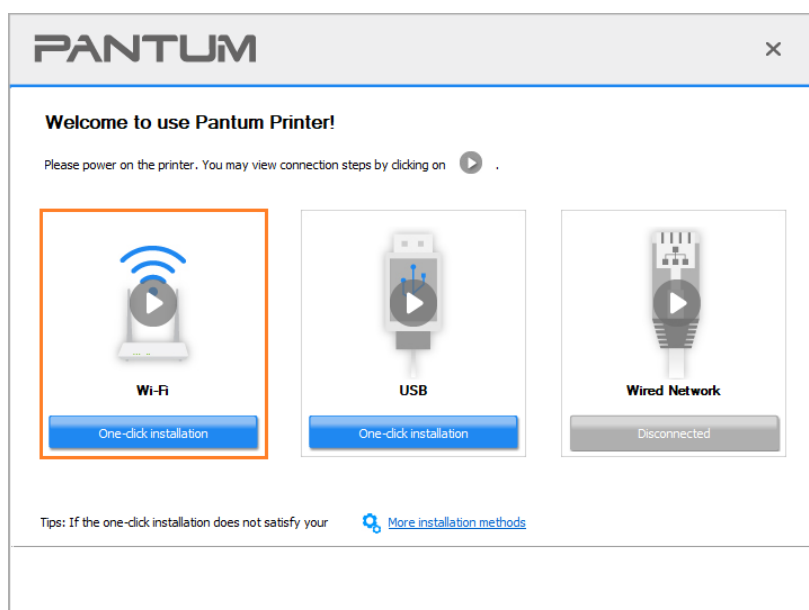 PANTUM
Welcome to use Pantum Printer!
Please power on the printer. You may view connection steps by clicking on .
Wi-Fi
USB
Wired Network
One-click installation
One-click installation
Disconnected
Tips: If the one-click installation does not satisfy your
More installation methods